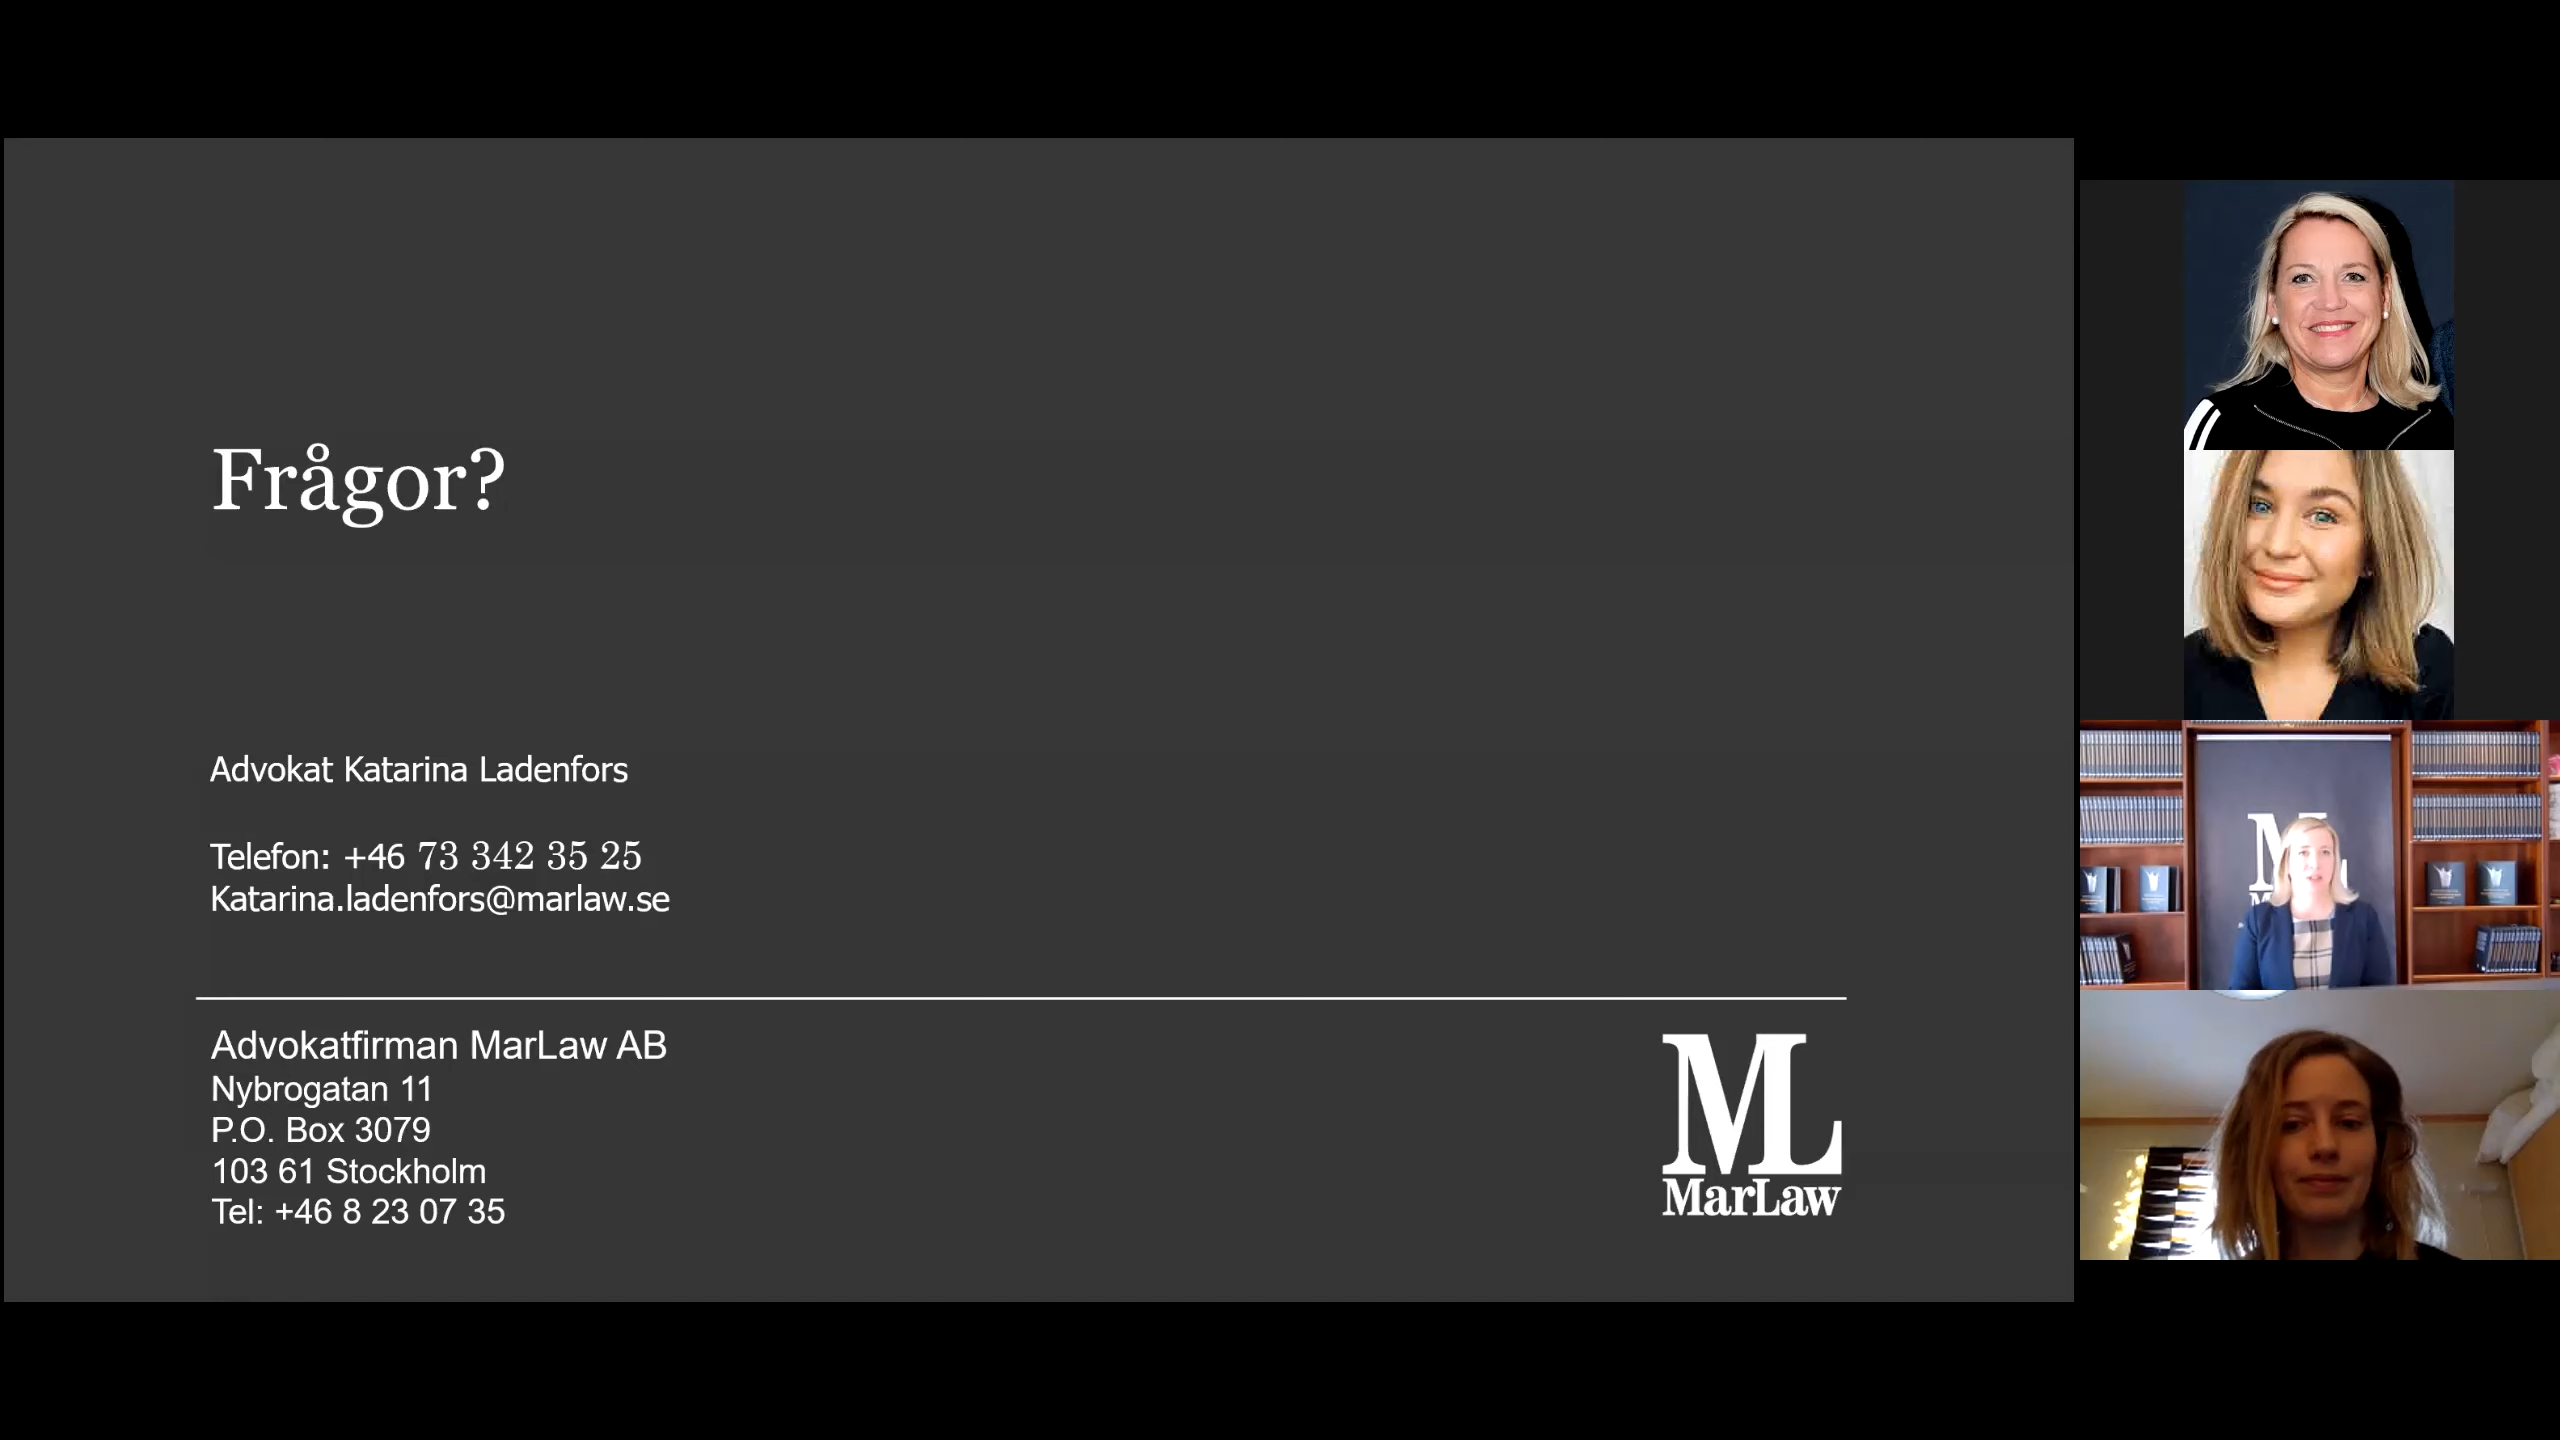 Frågor?
Advokat Katarina Ladenfors
Telefon: +46 73 342 35 25
Katarina.ladenfors@marlaw.se
Advokatfirman MarLaw AB
Nybrogatan 11
P.O. Box 3079
103 61 Stockholm
Tel: +46 8 23 07 35
ML
MarLaw